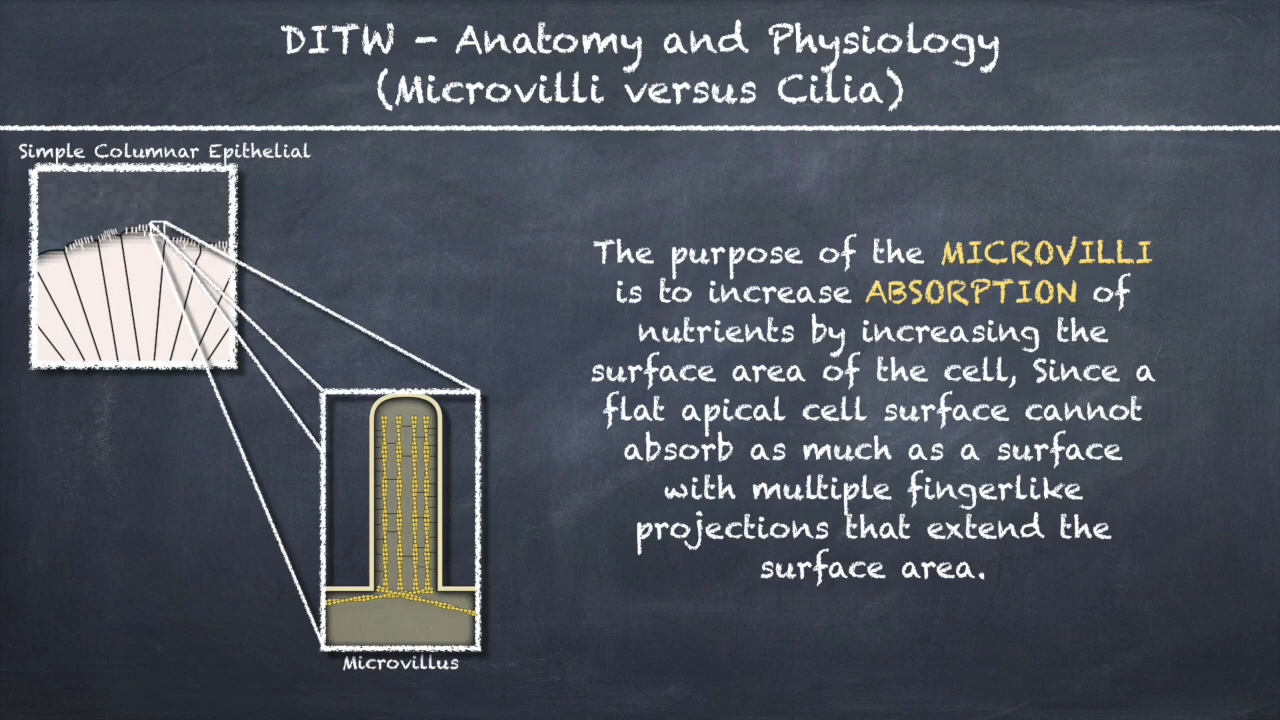 DITW - Anatomy and Physiology
(Microvilli versus Cilia)
Simple Columnar Epithelial
The purpose of the MICROVILLI
is to increase ABSORPTION of
nutrients by increasing the
surface area of the cell, Since a
flat apical cell surface cannot
absorb as much as a surface
with multiple fingerlike
projections that extend the
surface area.
Microvillus